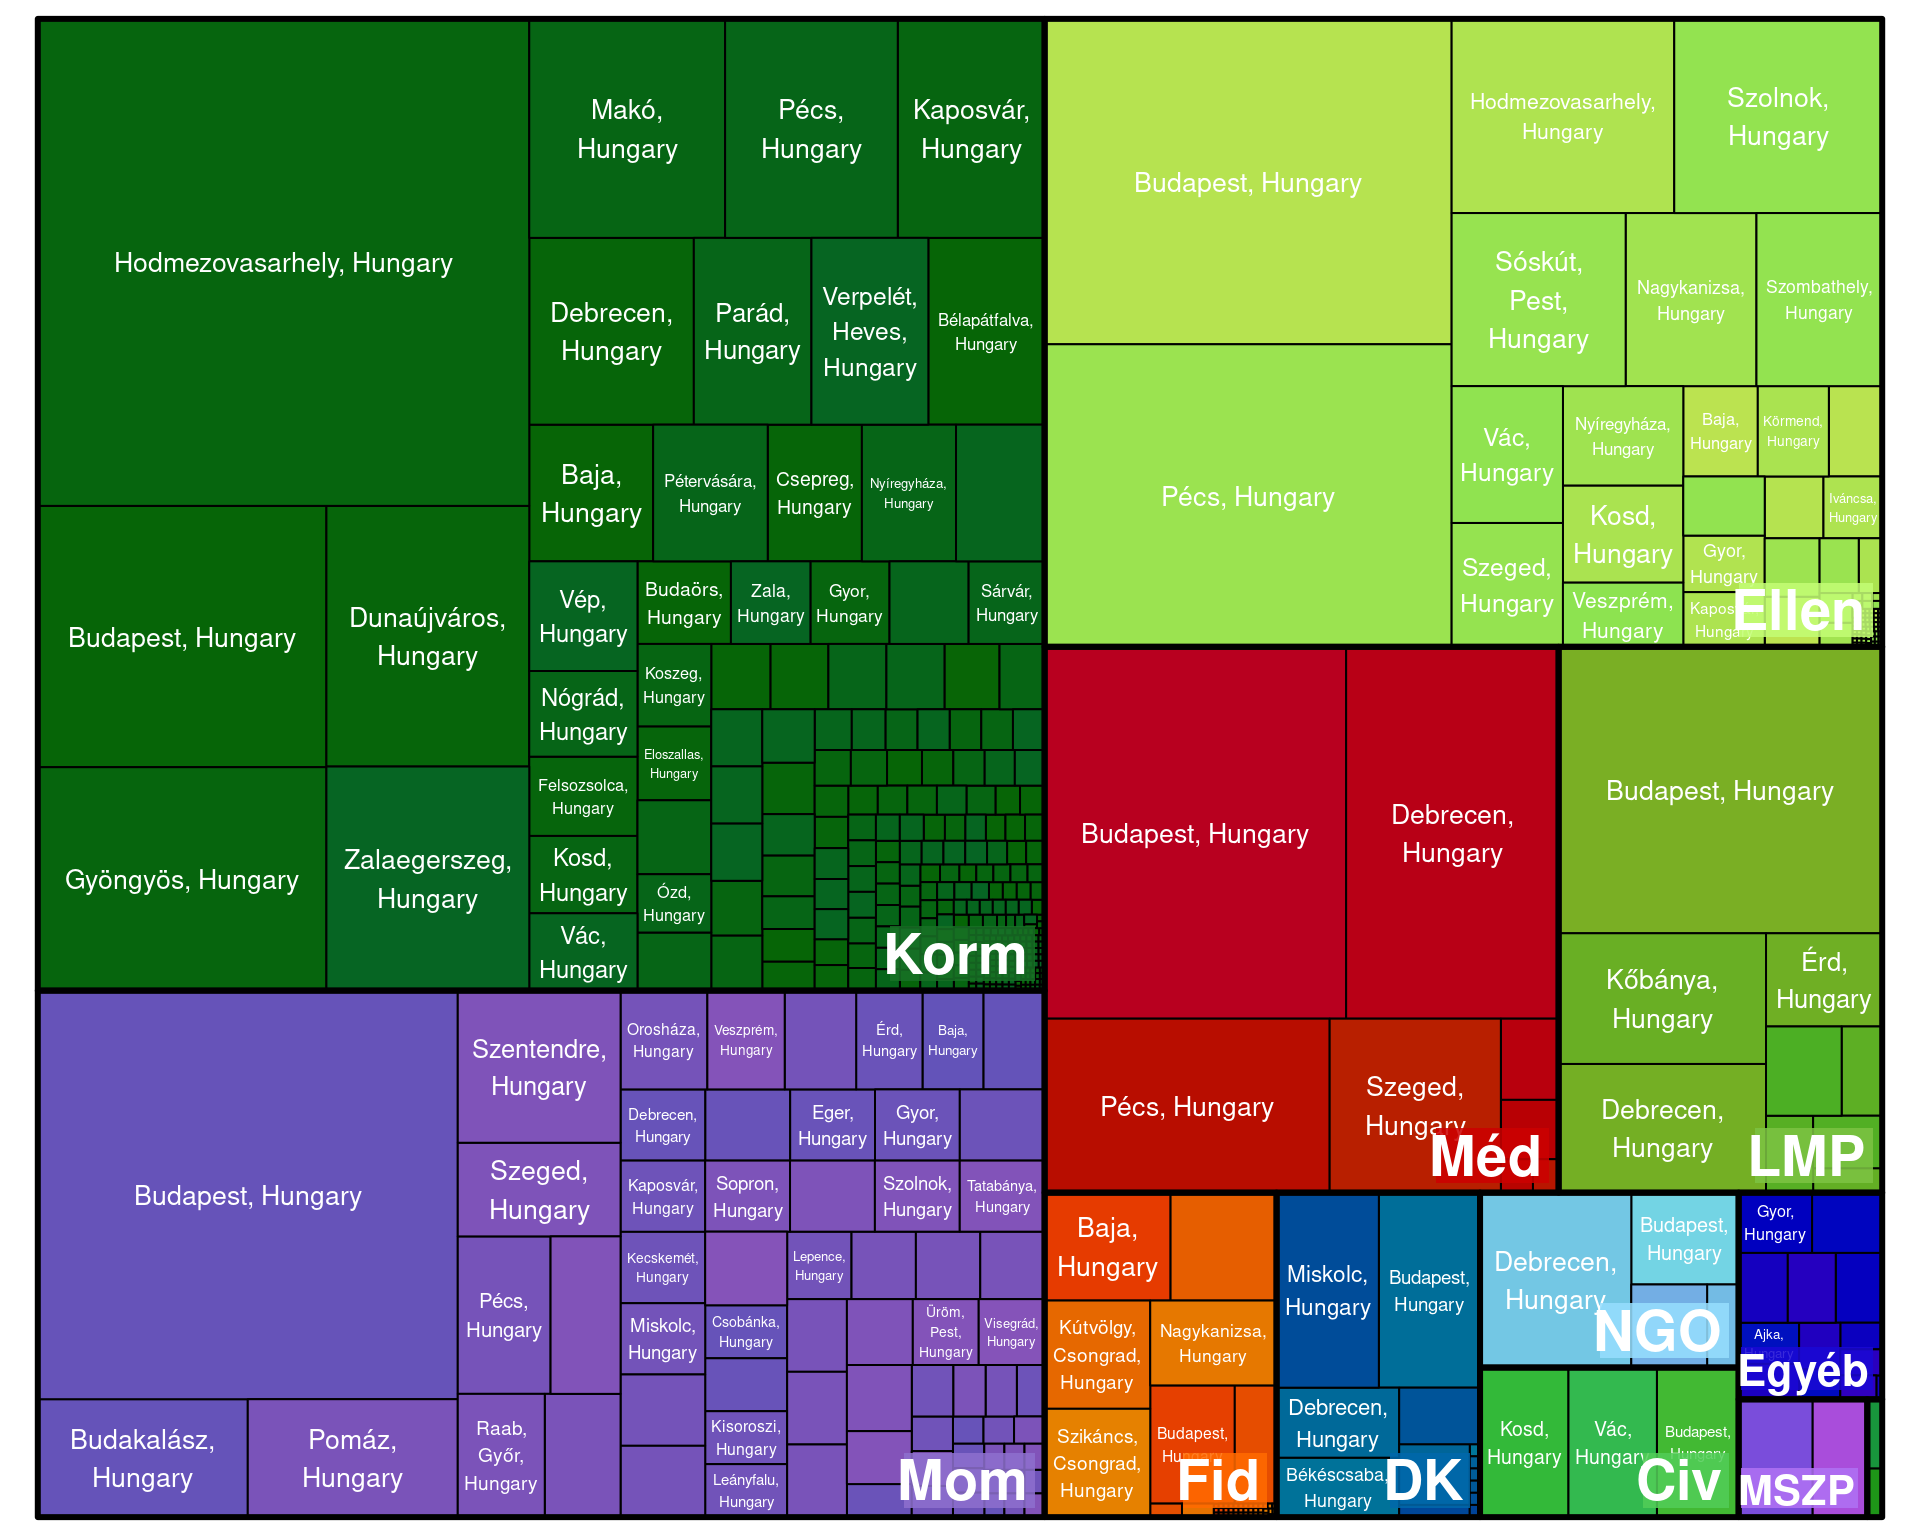 Hodmezovasarhely, Hungary
Budapest, Hungary
Dunaújváros,
Hungary
Gyöngyös, Hungary
Zalaegerszeg,
Hungary
Makó,
Hungary
Pécs,
Hungary
Kaposvár,
Hungary
Debrecen,
Hungary
Parád,
Hungary
Verpelét,
Heves,
Hungary
Bélapátfalva,
Hungary
Baja,
Hungary
Pétervására,
Hungary
Csepreg,
Hungary
Nyíregyháza,
Hungary
Vép,
Hungary
Budaörs,
Hungary
Zala,
Hungary
Gyor,
Hungary
Sárvár,
Hungary
Nógrád,
Hungary
Koszeg,
Hungary
Felsozsolca,
Hungary
Eloszallas,
Hungary
Kosd,
Hungary
Ózd,
Hungary
Vác,
Hungary
Korm
Budapest, Hungary
Pécs, Hungary
Hodmezovasarhely,
Hungary
Szolnok,
Hungary
Sóskút,
Pest,
Hungary
Nagykanizsa,
Hungary
Szombathely,
Hungary
Vác,
Hungary
Szeged,
Hungary
Nyíregyháza,
Hungary
Kosd,
Hungary
Veszprém,
Hungary
Baja,
Hungary
Körmend,
Hungary
Iváncsa,
Hungary
Gyor,
Hungary
Ellen
Budapest, Hungary
Debrecen,
Hungary
Pécs, Hungary
Szeged,
Hungary
Méd
Budapest, Hungary
Kőbánya,
Hungary
Érd,
Hungary
Debrecen,
Hungary
LMP
Budapest, Hungary
Budakalász,
Hungary
Pomáz,
Hungary
Szentendre,
Hungary
Szeged,
Hungary
Pécs,
Hungary
Raab,
Győr,
Hungary
Orosháza,
Hungary
Veszprém,
Hungary
Érd,
Hungary
Baja,
Hungary
Debrecen,
Hungary
Eger,
Hungary
Gyor,
Hungary
Kaposvár,
Hungary
Sopron,
Hungary
Szolnok,
Hungary
Tatabánya,
Hungary
Kecskemét,
Hungary
Lepence,
Hungary
Miskolc,
Hungary
Csobánka,
Hungary
Üröm,
Pest,
Hungary
Visegrád,
Hungary
Kisoroszi,
Hungary
Leányfalu,
Hungary
Mom
Baja,
Hungary
Kútvölgy,
Csongrad,
Hungary
Nagykanizsa,
Hungary
Szikáncs,
Csongrad,
Hungary
Budapest,
Fid
Miskolc,
Hungary
Budapest,
Hungary
Debrecen,
Hungary
Békéscsaba,
Hungary
DK
Debrecen,
Hungary
Budapest,
Hungary
NGO
Kosd,
Hungary
Vác,
Hungary
Budapest,
Civ
Gyor,
Hungary
Ajka,
Egyéb
MSZP